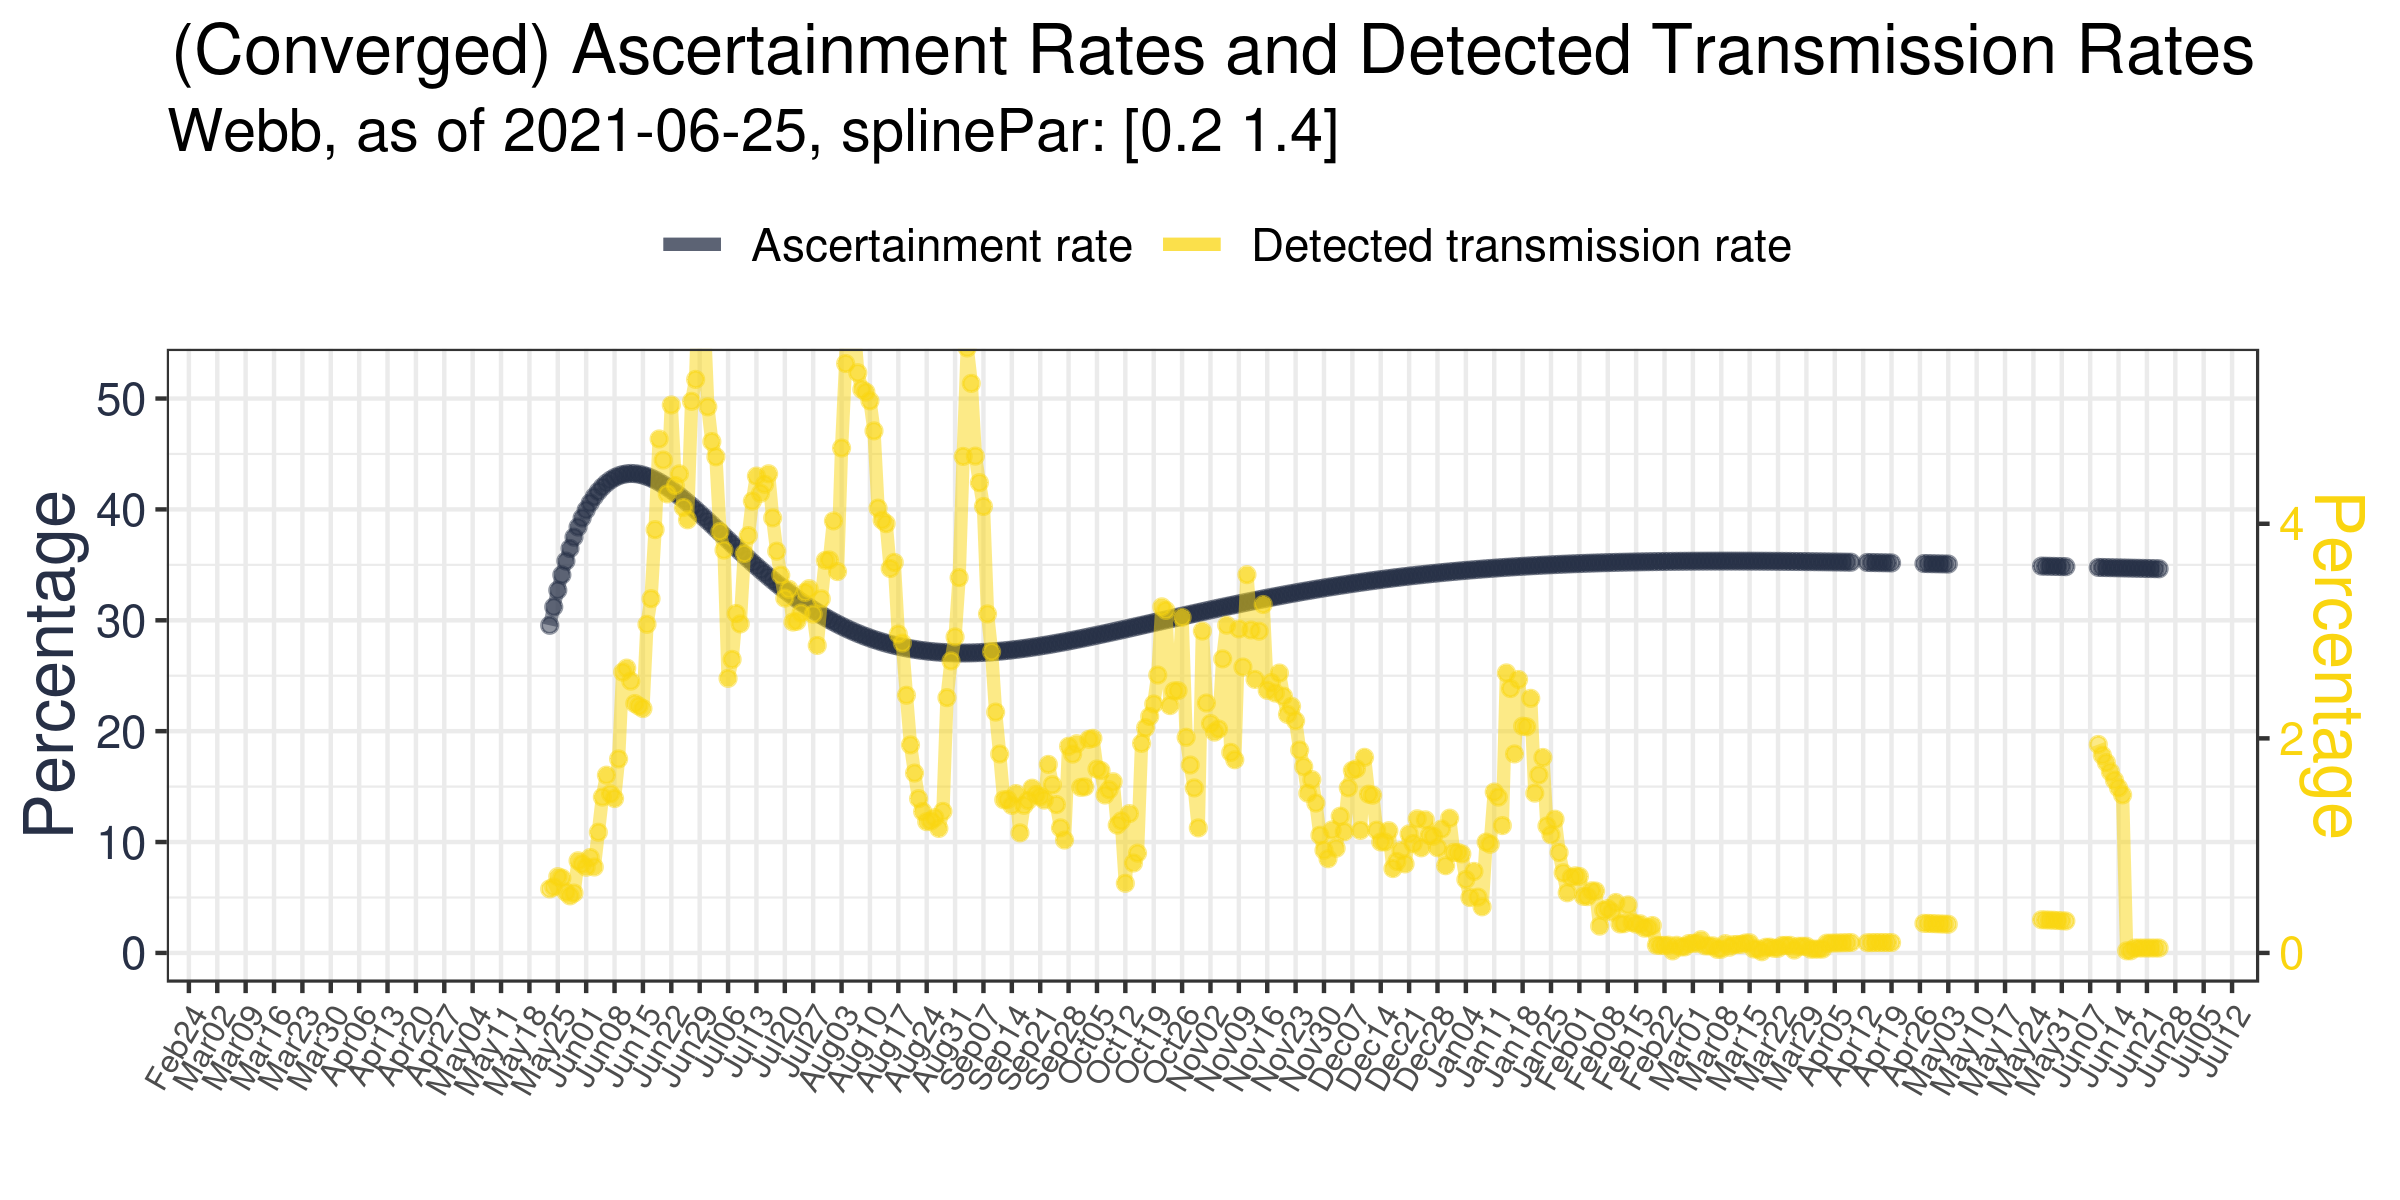 (Converged) Ascertainment Rates and Detected Transmission Rates
Webb, as of 2021-06-25, splinePar: [0.2 1.4]
Ascertainment rate
Detected transmission rate
Percentage
50
40
30
20
10
0
4
2
0
Percentage
Feb24
Mar02
Mar09
Mar16
Mar23
Mar30
Apr06
Apr13
Apr20
Apr27
May04
May11
May18
May25
Jun01
Jun08
Jun15
Jun22
Jun29
Jul06
Jul13
Jul20
Jul27
Aug03
Aug10
Aug17
Aug24
Aug31
Sep07
Sep14
Sep21
Sep28
Oct05
Oct12
Oct19
Oct26
Nov02
Nov09
Nov16
Nov23
Nov30
Dec07
Dec14
Dec21
Dec28
Jan04
Jan11
Jan18
Jan25
Feb01
Feb08
Feb15
Feb22
Mar01
Mar08
Mar15
Mar22
Mar29
Apr05
Apr12
Apr19
Apr26
May03
May10
May17
May24
May31
Jun07
Jun14
Jun21
Jun28
Jul05
Jul12